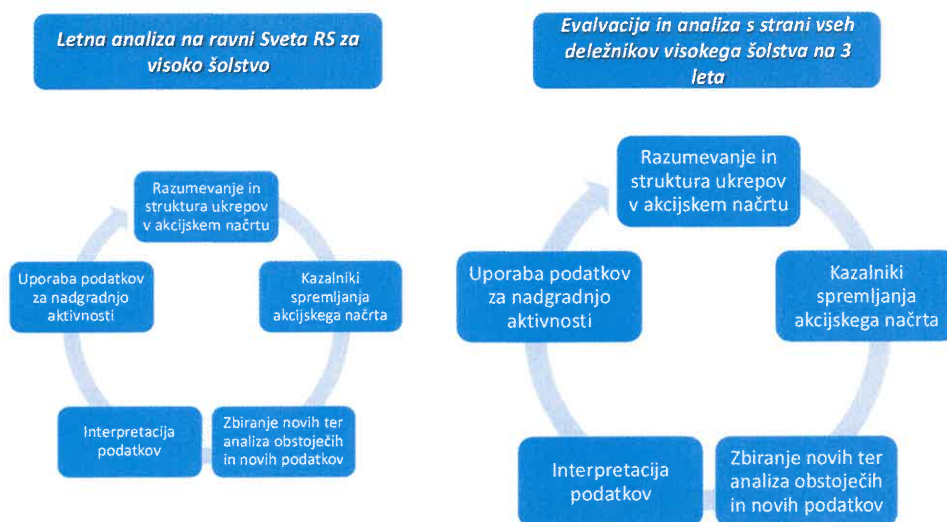 Letna analiza na ravni Sveta RS za
visoko šolstvo
Razumevanje in
struktura ukrepov
v akcijskem načrtu
Kazalniki
spremljanja
akcijskega načrta
Zbiranje novih ter
analiza obstoječih
in novih podatkov
Interpretacija
podatkov
Uporaba podatkov
za nadgradnjo
aktivnosti
Evalvacija in analiza s strani vseh
deležnikov visokega šolstva na 3
leta
Razumevanje in
struktura ukrepov
v akcijskem načrtu
Kazalniki
spremljanja
akcijskega načrta
Zbiranje novih ter
analiza obstoječih
in novih podatkov
Interpretacija
podatkov
Uporaba podatkov
za nadgradnjo
aktivnosti